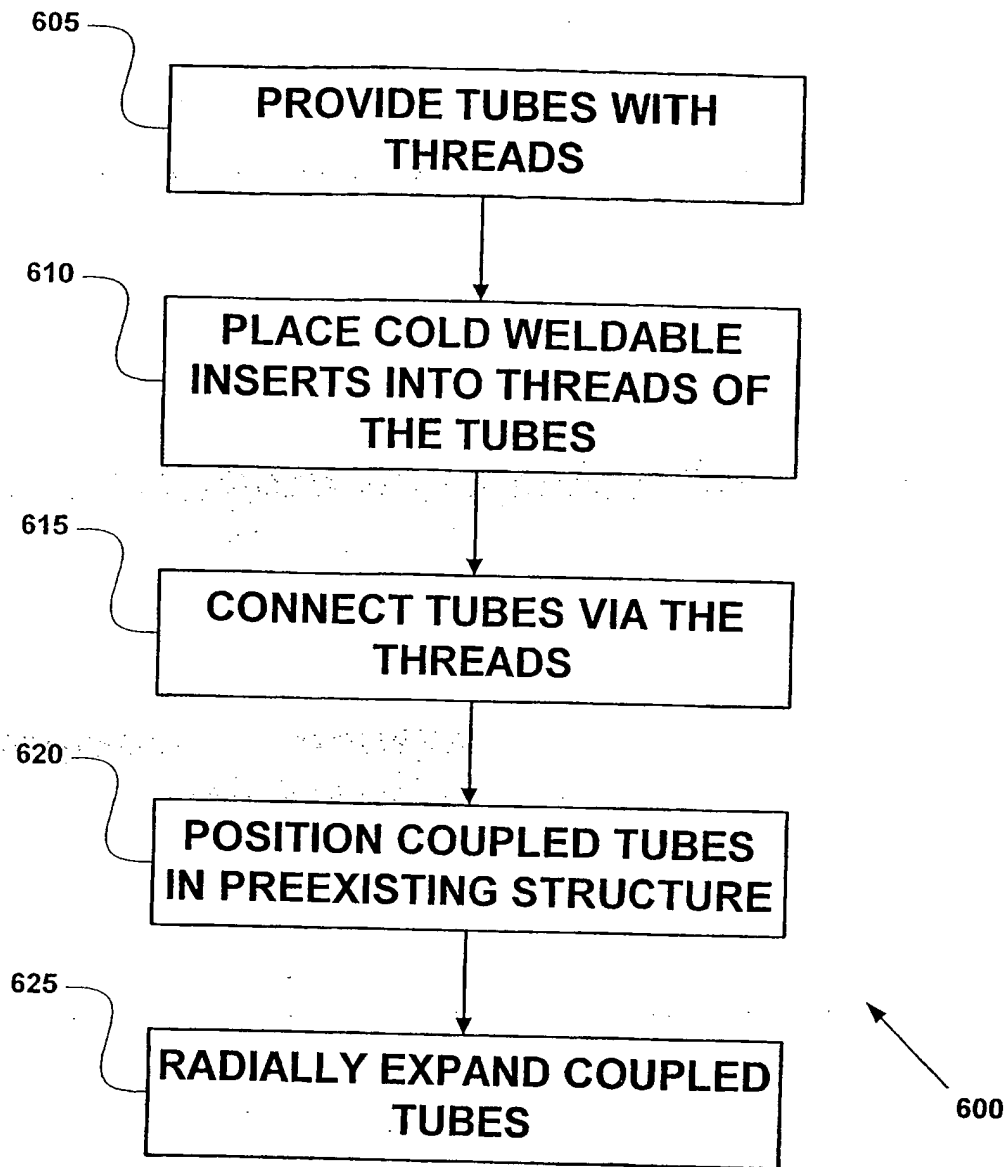 605
PROVIDE TUBES WITH
THREADS
610
PLACE COLD WELDABLE
INSERTS INTO THREADS OF
THE TUBES
615
CONNECT TUBES VIA THE
THREADS
620
POSITION COUPLED TUBES
IN PREEXISTING STRUCTURE
625
RADIALLY EXPAND COUPLED
TUBES
600